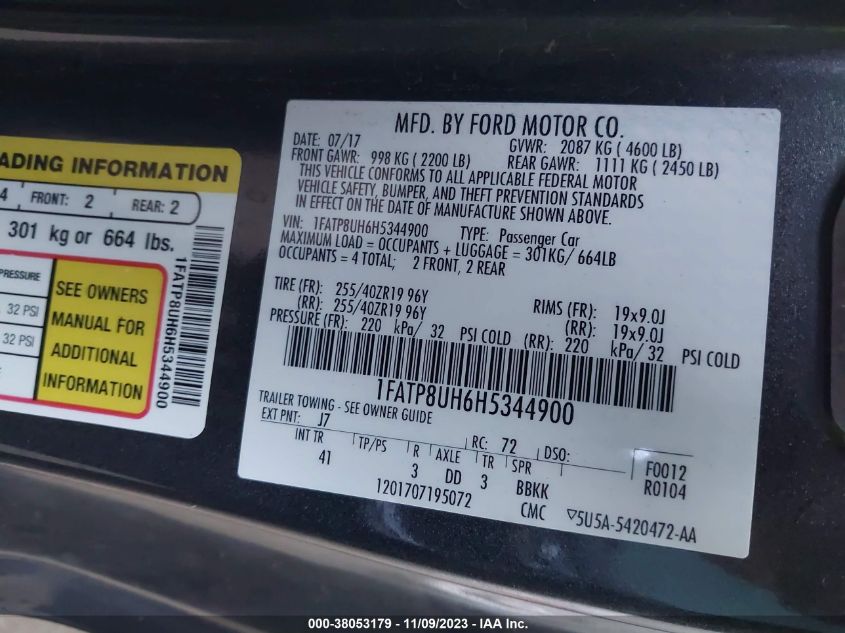 ADING INFORMATION
4 FRONT: 2 REAR: 2
301 kg or 664 lbs.
PRESSURE
32 PSI
32 PSI
SEE OWNERS
MANUAL FOR
ADDITIONAL
INFORMATION
1FATP8UH6H5344900
MFD. BY FORD MOTOR CO.
DATE: 07/17 GVWR: 2087 KG ( 4600 LB)
FRONT GAWR: 998 KG ( 2200 LB) REAR GAWR: 1111 KG ( 2450 LB)
THIS VEHICLE CONFORMS TO ALL APPLICABLE FEDERAL MOTOR
VEHICLE SAFETY, BUMPER, AND THEFT PREVENTION STANDARDS
IN EFFECT ON THE DATE OF MANUFACTURE SHOWN ABOVE.
VIN: 1FATP8UH6H5344900 TYPE: Passenger Car
MAXIMUM LOAD = OCCUPANTS + LUGGAGE = 301KG/ 664LB
OCCUPANTS = 4 TOTAL; 2 FRONT, 2 REAR
TIRE (FR): 255/40ZR19 96Y RIMS (FR): 19x9.0J
(RR): 255/40ZR19 96Y (RR): 19x9.0J
PRESSURE (FR): 220 kPa/ 32 PSI COLD (RR): 220 kPa/ 32 PSI COLD
1FATP8UH6H5344900
TRAILER TOWING - SEE OWNER GUIDE
EXT PNT: J7 RC: 72 DSO:
INT TR TP/PS R AXLE TR SPR F0012
41 3 DD 3 BBKK R0104
1201707195072 CMC ▽5U5A-5420472-AA
000-38053179 - 11/09/2023 - IAA Inc.